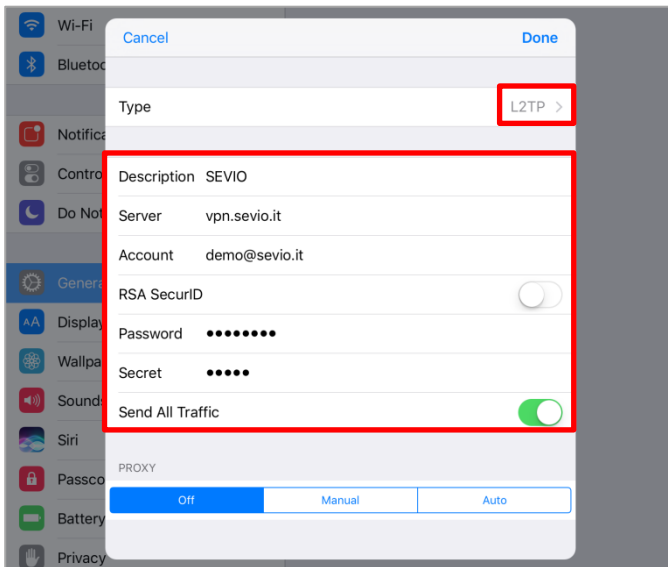 Wi-Fi
Cancel
Done
Bluetoc
Type
L2TP
Notifica
Contro
Description SEVIO
Do Not
Server vpn.sevio.it
Account demo@sevio.it
Genera
RSA SecurID
Display
Password ••••••••
Wallpa
Secret •••••
Sounds
Send All Traffic
Siri
PROXY
Passco
Off Manual Auto
Battery
Privacy